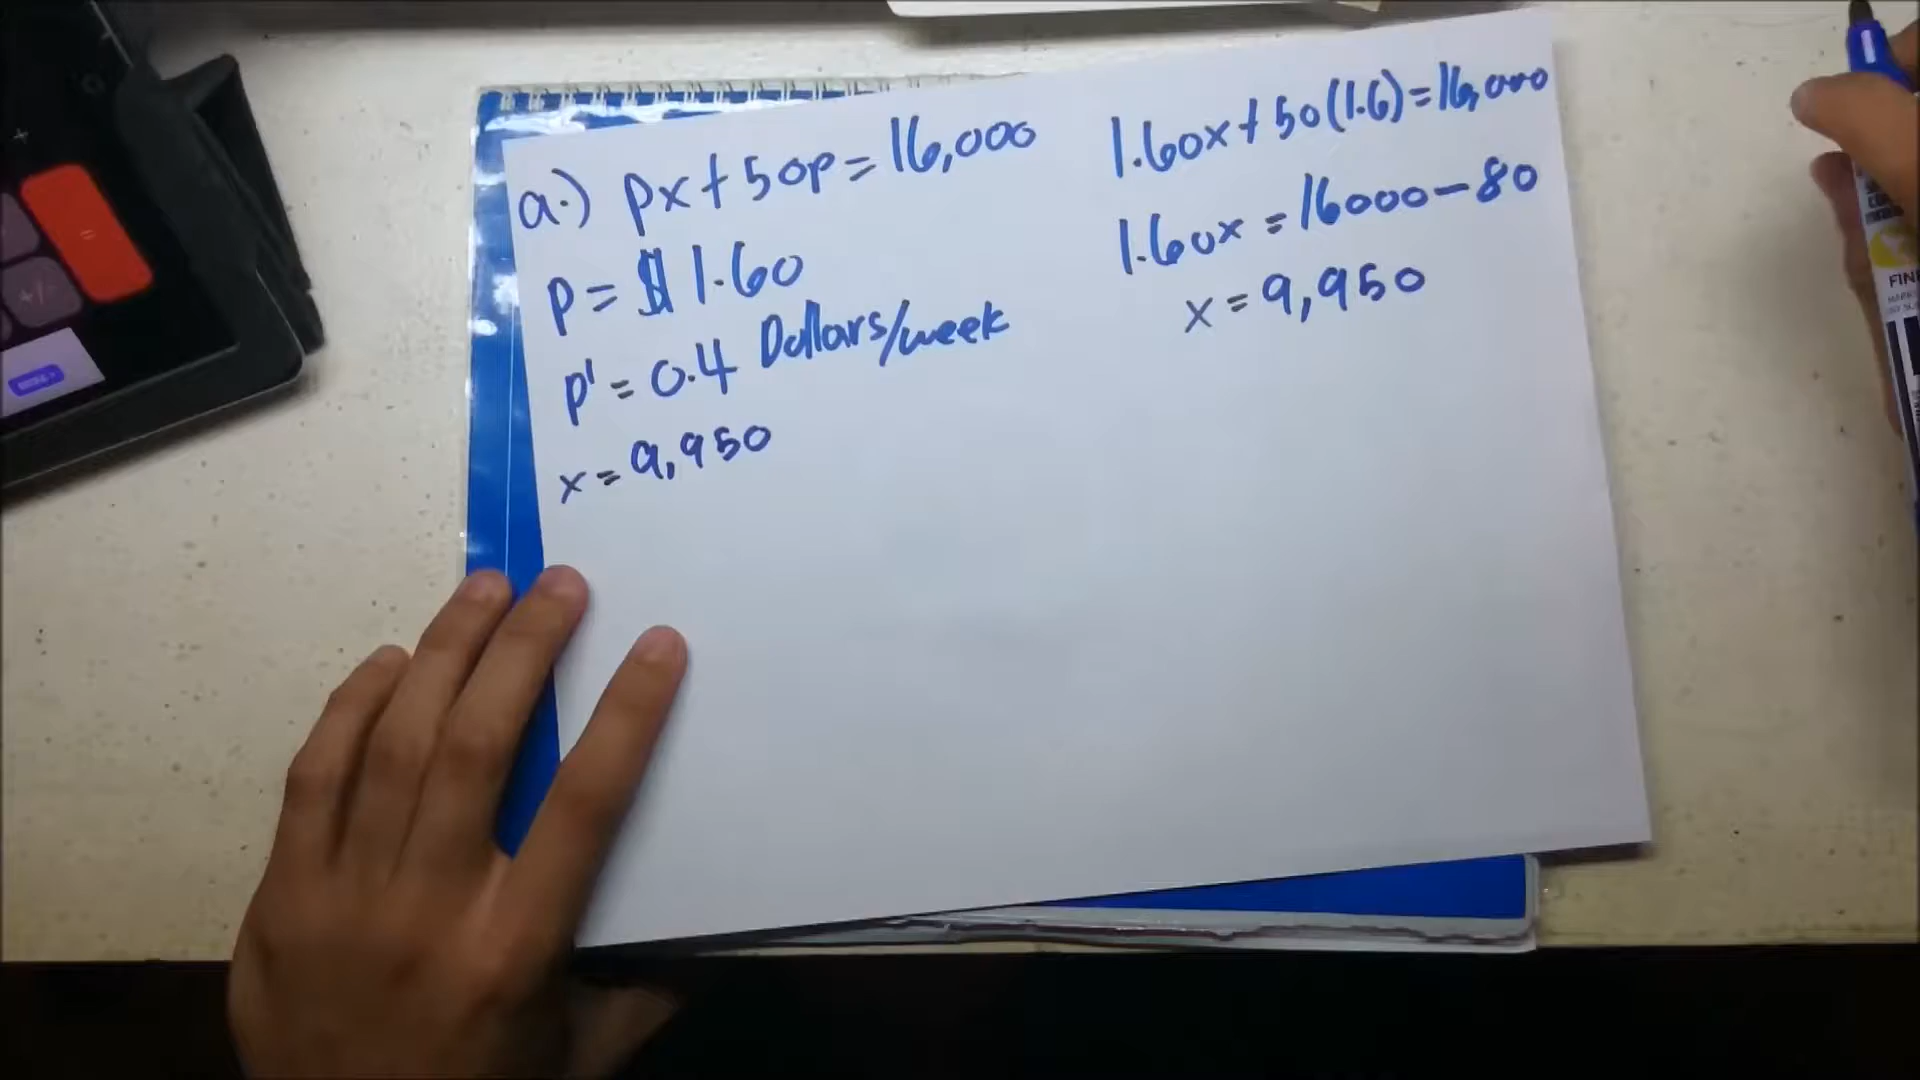 a.) px + 50p = 16,000
p = $ 1.60
p' = 0.4 Dollars/week
x = 9,950
1.60x + 50(1.6) = 16,000
1.60x = 16000 - 80
x = 9,950
+
=
+/-
FINE